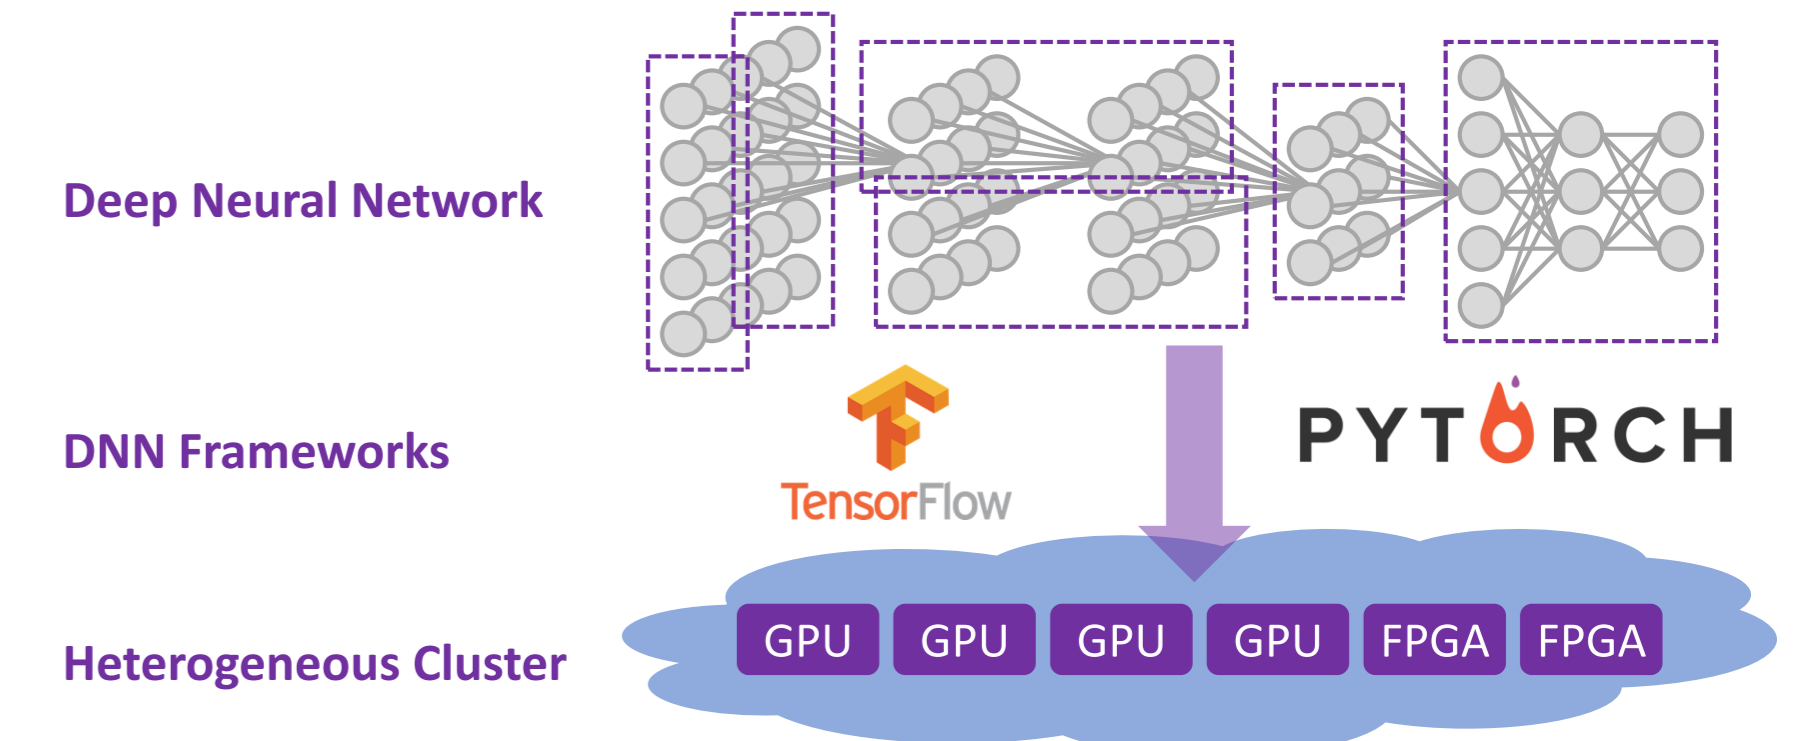 Deep Neural Network
DNN Frameworks
TensorFlow
PYTORCH
Heterogeneous Cluster
GPU GPU GPU GPU FPGA FPGA